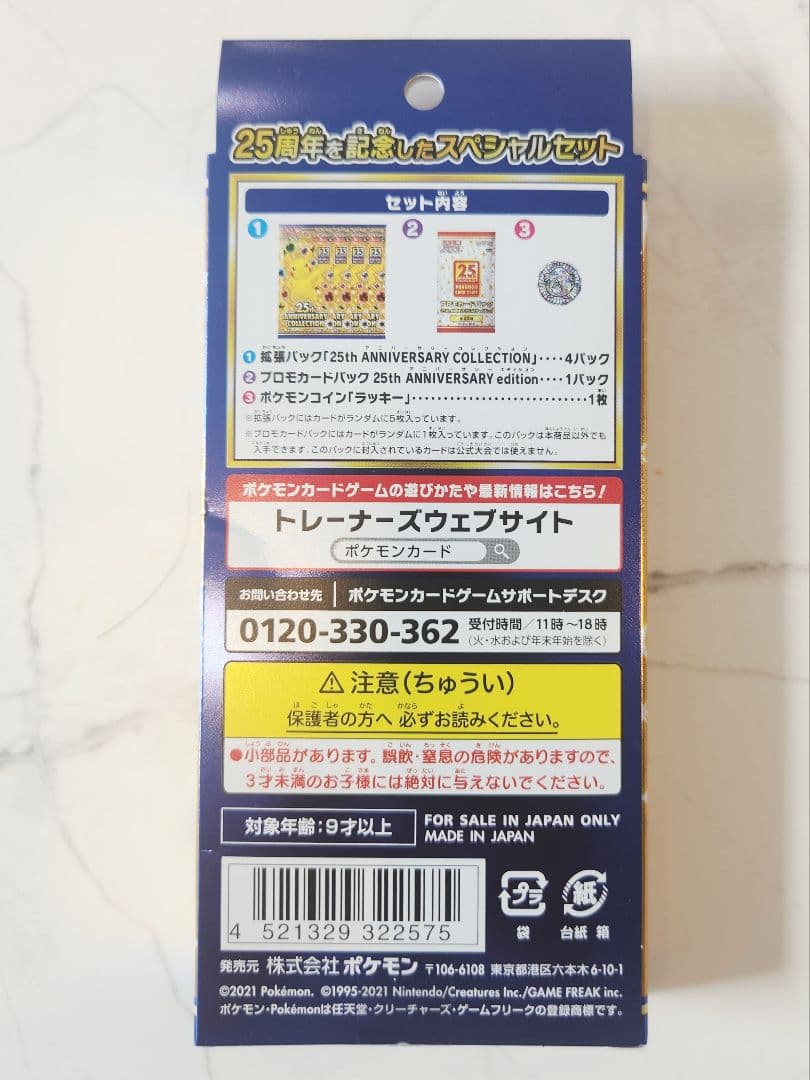 25周年を記念したスペシャルセット
セット内容
1 2 3
25th
ANNIVERSARY
COLLECTION
25
POKÉMON
CARD GAME
プロモカードパック
1 拡張パック「25th ANNIVERSARY COLLECTION」････4パック
2 プロモカードパック 25th ANNIVERSARY edition････1パック
3 ポケモンコイン「ラッキー」････････････････････････1枚
※拡張パックにはカードがランダムに5枚入っています。
※プロモカードパックにはカードがランダムに1枚入っています。このパックは本商品以外でも
入手できます。このパックに封入されているカードは公式大会では使えません。
ポケモンカードゲームの遊びかたや最新情報はこちら!
トレーナーズウェブサイト
ポケモンカード
お問い合わせ先 | ポケモンカードゲームサポートデスク
0120-330-362 受付時間/11時〜18時
(火・水および年末年始を除く)
⚠注意(ちゅうい)
保護者の方へ 必ずお読みください。
●小部品があります。誤飲・窒息の危険がありますので、
3才未満のお子様には絶対に与えないでください。
対象年齢:9才以上
FOR SALE IN JAPAN ONLY
MADE IN JAPAN
プラ 紙
袋 台紙 箱
4 521329 322575
発売元 株式会社ポケモン 〒106-6108 東京都港区六本木6-10-1
©2021 Pokémon. ©1995-2021 Nintendo/Creatures Inc./GAME FREAK inc.
ポケモン・Pokémonは任天堂・クリーチャーズ・ゲームフリークの登録商標です。